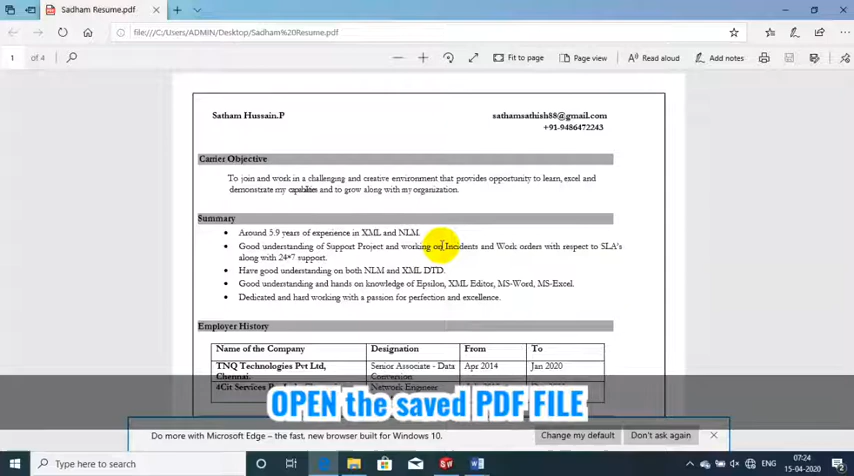 Sadham Resume.pdf
file:///C:/Users/ADMIN/Desktop/Sadham%20Resume.pdf
1 of 4
Fit to page
Page view
Read aloud
Add notes
Satham Hussain.P
sathamsathish88@gmail.com
+91-9486472243
Carrier Objective
To join and work in a challenging and creative environment that provides opportunity to learn, excel and
demonstrate my capabilities and to grow along with my organization.
Summary
• Around 5.9 years of experience in XML and NLM.
• Good understanding of Support Project and working on Incidents and Work orders with respect to SLA's
along with 24*7 support.
• Have good understanding on both NLM and XML DTD.
• Good understanding and hands on knowledge of Epsilon, XML Editor, MS-Word, MS-Excel.
• Dedicated and hard working with a passion for perfection and excellence.
Employer History
Name of the Company Designation From To
TNQ Technologies Pvt Ltd, Senior Associate - Data Apr 2014 Jan 2020
Chennai. Conversion
4Cit Services Network Engineer
OPEN the saved PDF FILE
Do more with Microsoft Edge – the fast, new browser built for Windows 10.
Change my default
Don't ask again
Type here to search
ENG
07:24
15-04-2020